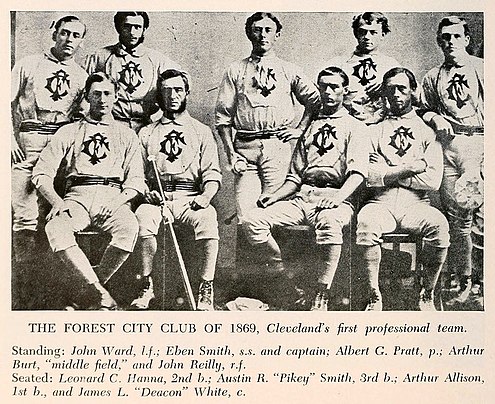 THE FOREST CITY CLUB OF 1869, Cleveland's first professional team.
Standing: John Ward, l.f.; Eben Smith, s.s. and captain; Albert G. Pratt, p.; Arthur
Burt, "middle field," and John Reilly, r.f.
Seated: Leonard C. Hanna, 2nd b.; Austin R. "Pikey" Smith, 3rd b.; Arthur Allison,
1st b., and James L. "Deacon" White, c.